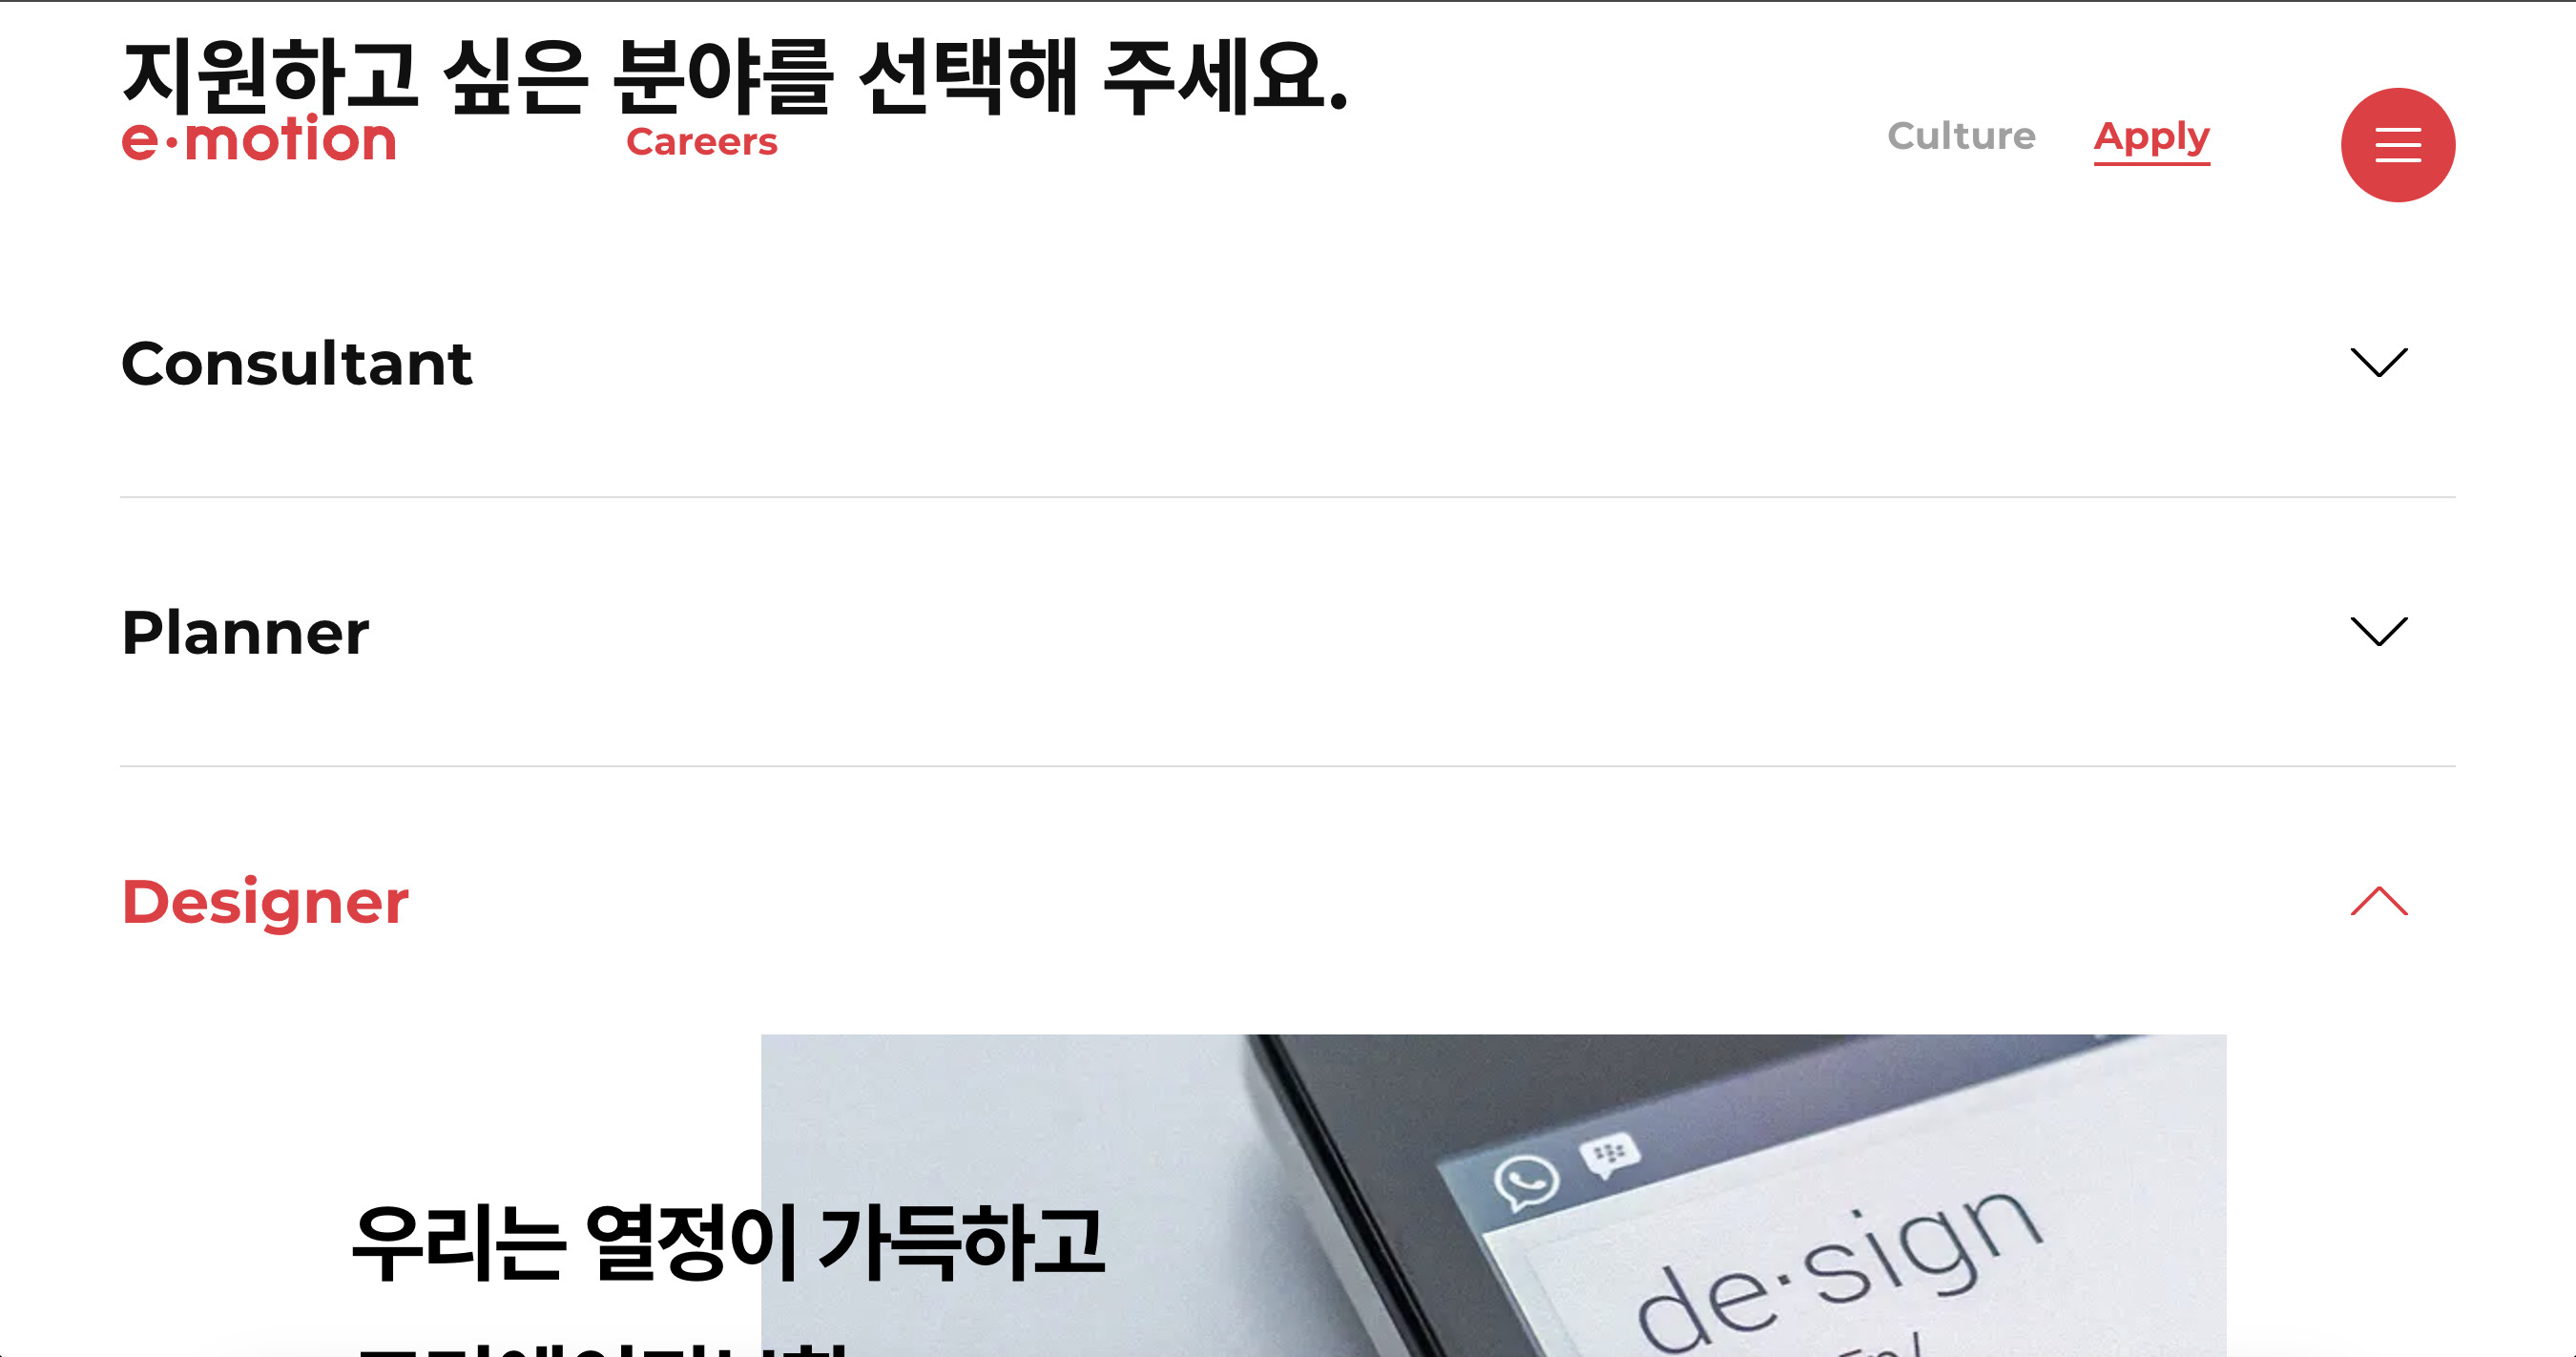 지원하고 싶은 분야를 선택해 주세요.
e·motion
Careers
Culture
Apply
Consultant
Planner
Designer
우리는 열정이 가득하고
de·sign